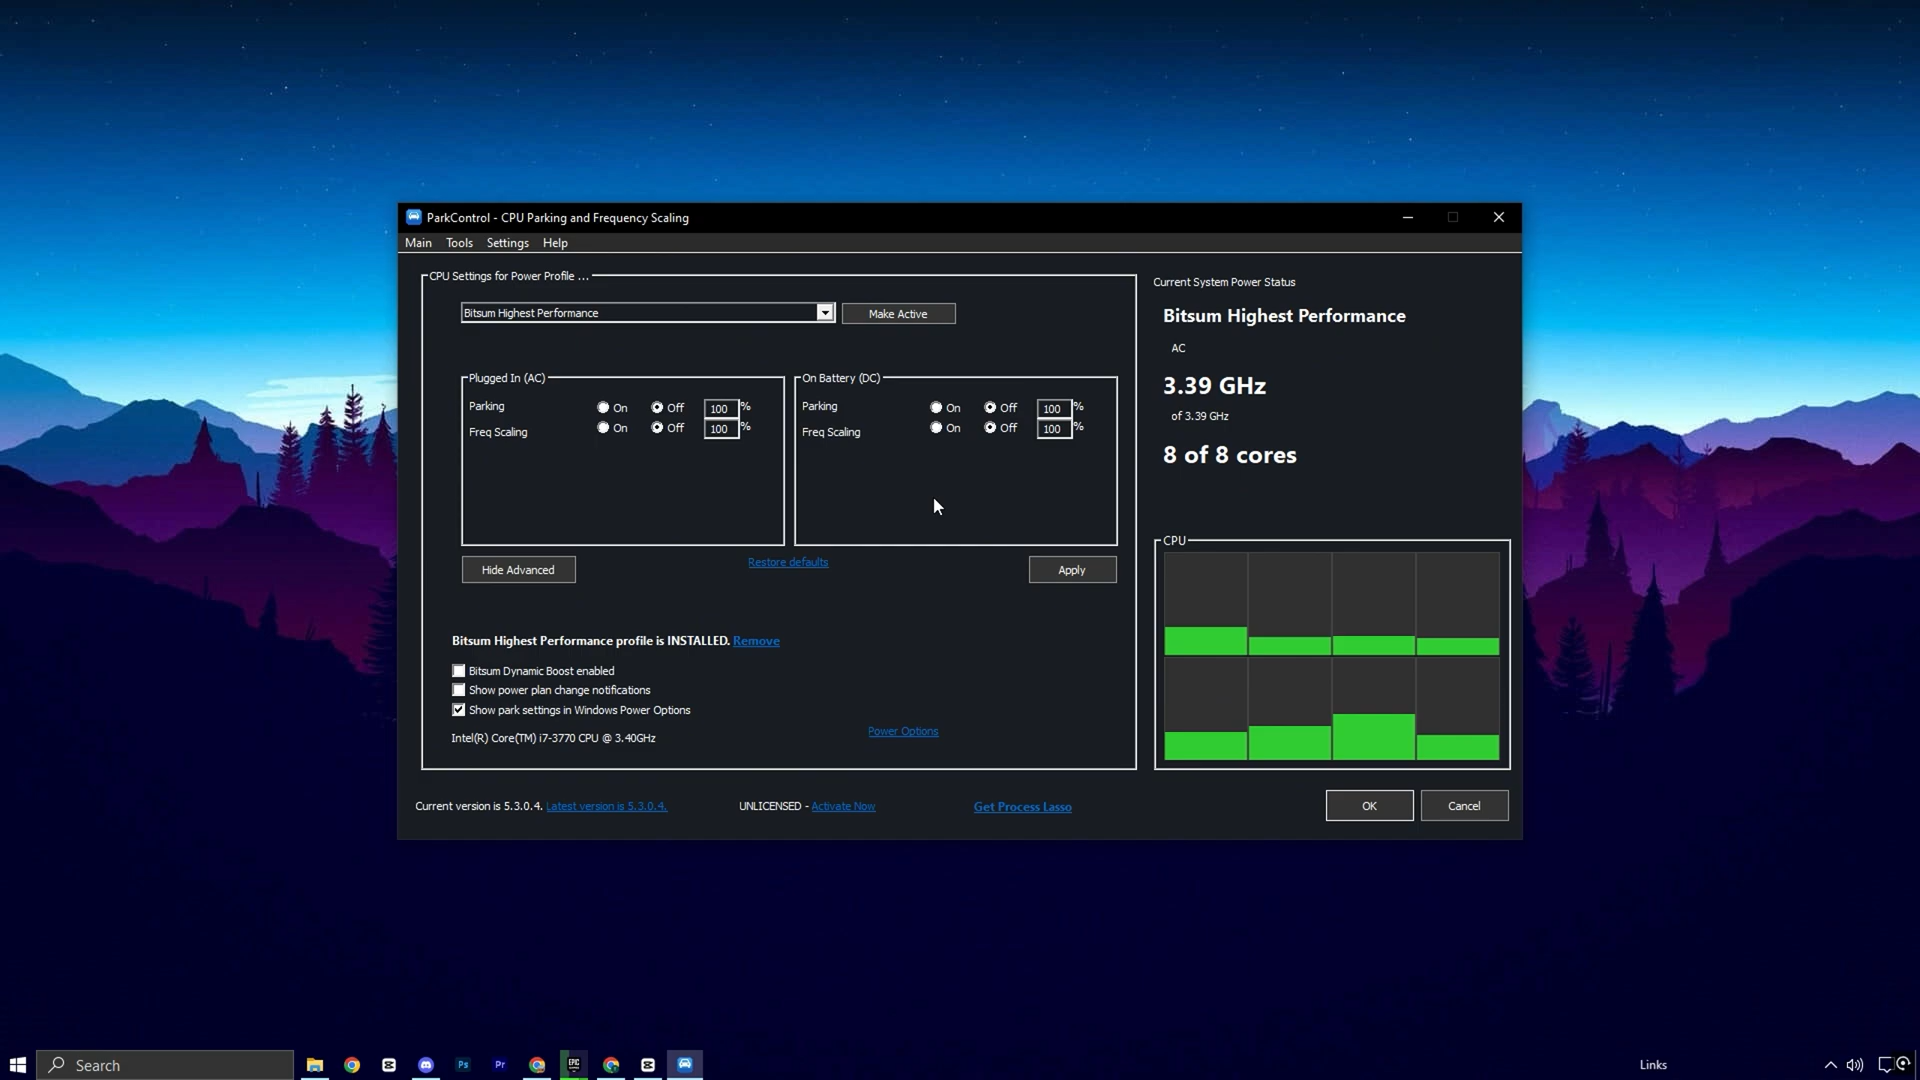 ParkControl - CPU Parking and Frequency Scaling
Main Tools Settings Help
CPU Settings for Power Profile ...
Bitsum Highest Performance
Make Active
Plugged In (AC)
Parking On Off 100 %
Freq Scaling On Off 100 %
On Battery (DC)
Parking On Off 100 %
Freq Scaling On Off 100 %
Hide Advanced
Restore defaults
Apply
Bitsum Highest Performance profile is INSTALLED. Remove
Bitsum Dynamic Boost enabled
Show power plan change notifications
Show park settings in Windows Power Options
Intel(R) Core(TM) i7-3770 CPU @ 3.40GHz
Power Options
Current System Power Status
Bitsum Highest Performance
AC
3.39 GHz
of 3.39 GHz
8 of 8 cores
CPU
Current version is 5.3.0.4. Latest version is 5.3.0.4.
UNLICENSED - Activate Now
Get Process Lasso
OK
Cancel
Search
Ps
Pr
EPIC
Links